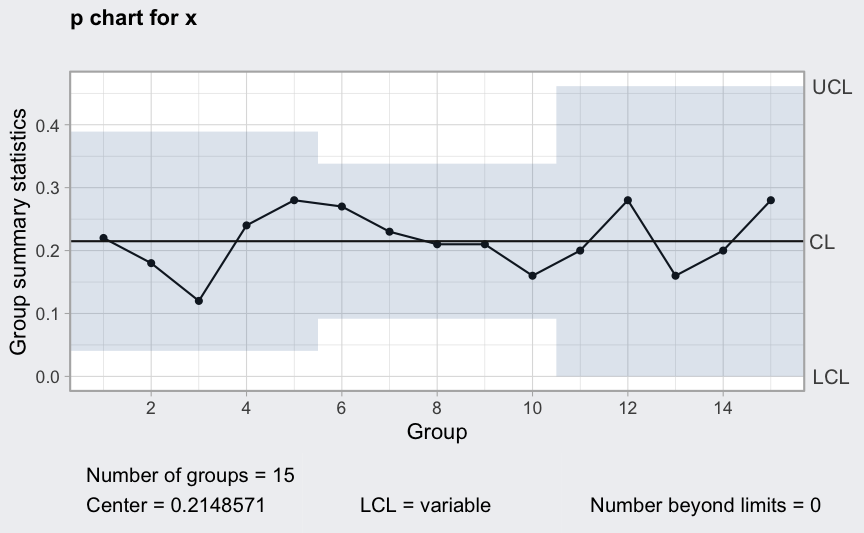 p chart for x
UCL
0.4
0.3
0.2
0.1
0.0
CL
LCL
Group summary statistics
2 4 6 8 10 12 14
Group
Number of groups = 15
Center = 0.2148571 LCL = variable Number beyond limits = 0